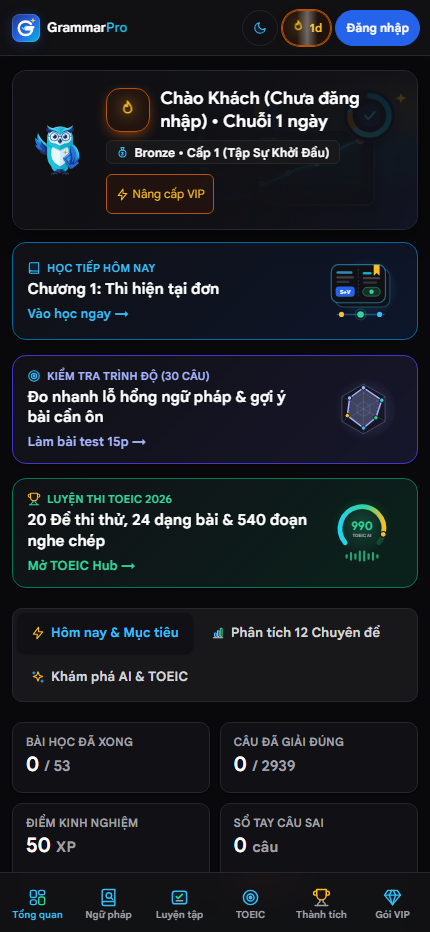 GrammarPro
1d
Đăng nhập
Chào Khách (Chưa đăng
nhập) • Chuỗi 1 ngày
Bronze • Cấp 1 (Tập Sự Khởi Đầu)
Nâng cấp VIP
HỌC TIẾP HÔM NAY
Chương 1: Thì hiện tại đơn
Vào học ngay →
S+V
KIỂM TRA TRÌNH ĐỘ (30 CÂU)
Đo nhanh lỗ hổng ngữ pháp & gợi ý
bài cần ôn
Làm bài test 15p →
LUYỆN THI TOEIC 2026
20 Đề thi thử, 24 dạng bài & 540 đoạn
nghe chép
Mở TOEIC Hub →
990
TOEIC AI
Hôm nay & Mục tiêu
Phân tích 12 Chuyên đề
Khám phá AI & TOEIC
BÀI HỌC ĐÃ XONG
0 / 53
CÂU ĐÃ GIẢI ĐÚNG
0 / 2939
ĐIỂM KINH NGHIỆM
50 XP
SỔ TAY CÂU SAI
0 câu
Tổng quan
Ngữ pháp
Luyện tập
TOEIC
Thành tích
Gói VIP